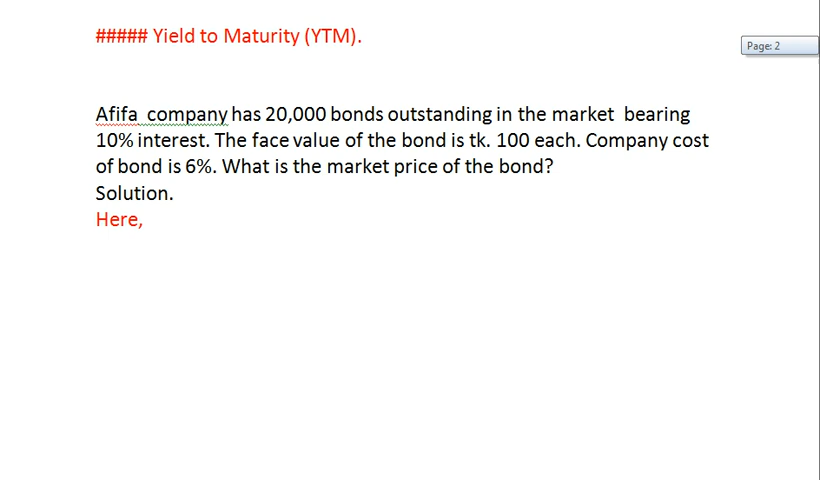 ##### Yield to Maturity (YTM).
Page: 2
Afifa company has 20,000 bonds outstanding in the market bearing
10% interest. The face value of the bond is tk. 100 each. Company cost
of bond is 6%. What is the market price of the bond?
Solution.
Here,